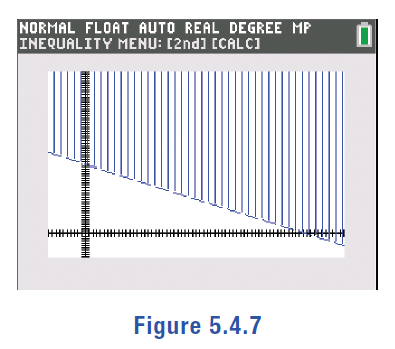 NORMAL FLOAT AUTO REAL DEGREE MP
INEQUALITY MENU: [2nd] [CALC]
Figure 5.4.7